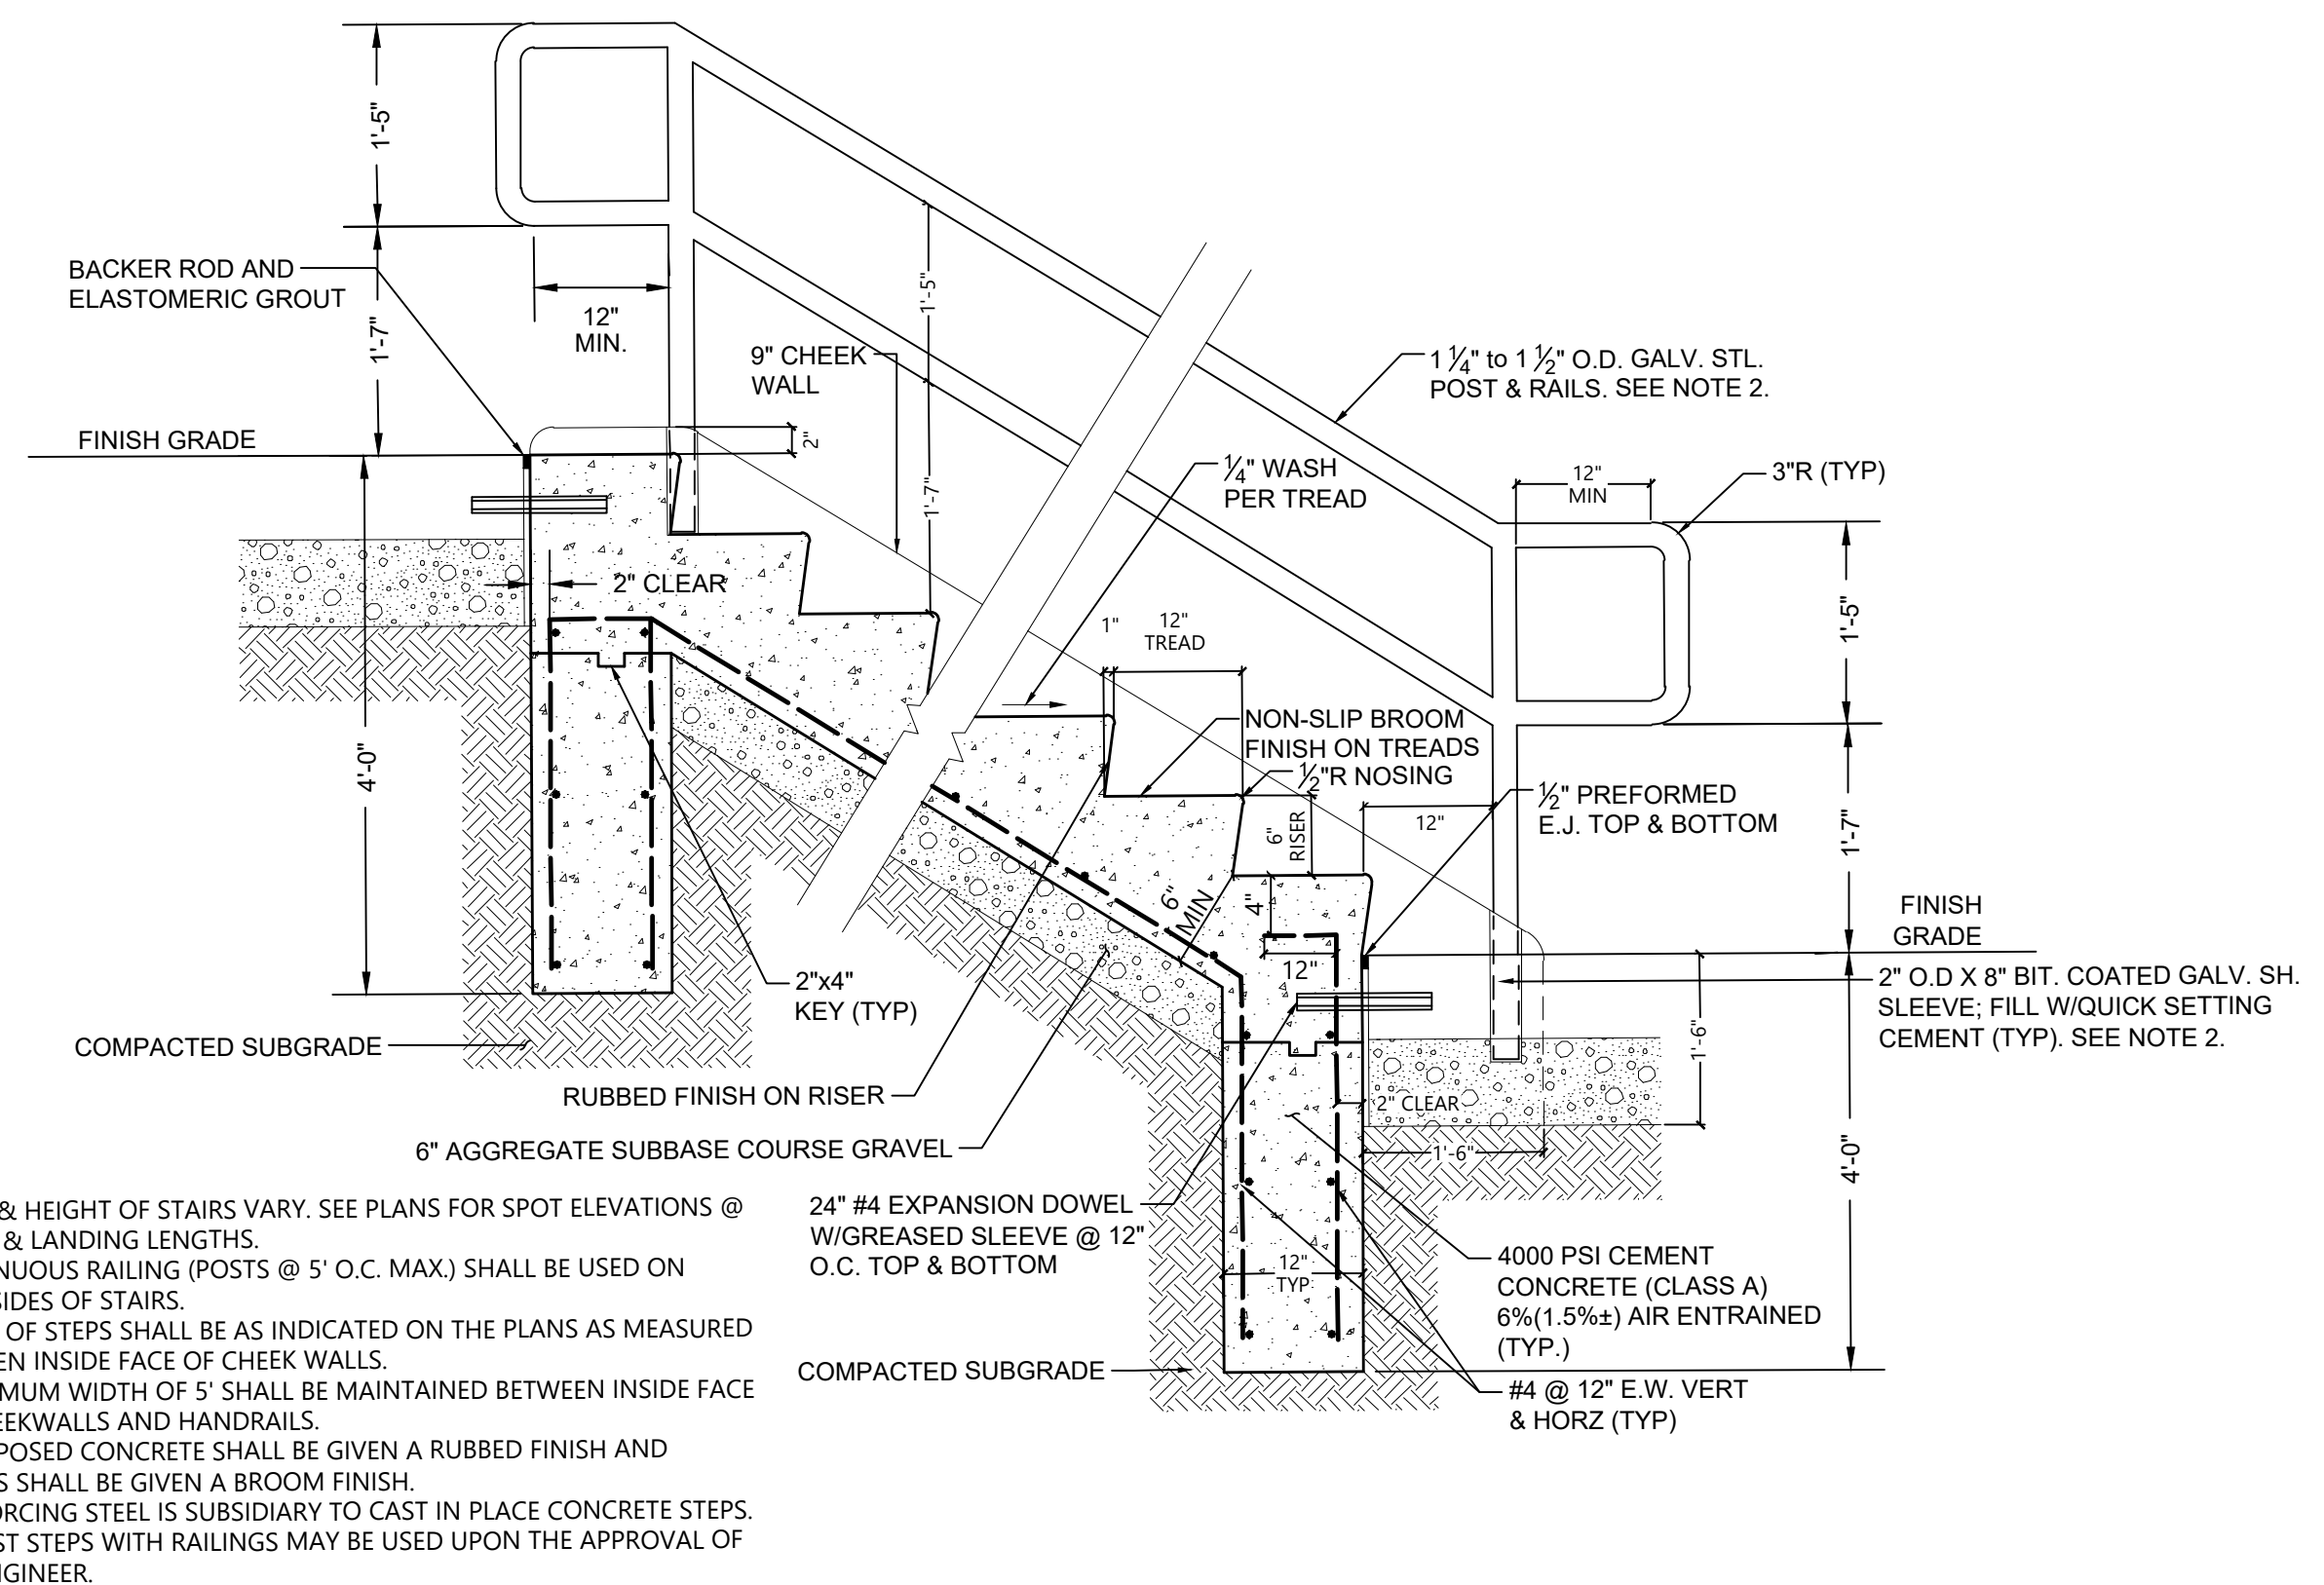 1'-5"
1'-7"
BACKER ROD AND
ELASTOMERIC GROUT
12"
MIN.
9" CHEEK
WALL
2"
FINISH GRADE
1'-5"
1'-7"
1 1/4" to 1 1/2" O.D. GALV. STL.
POST & RAILS. SEE NOTE 2.
1/4" WASH
PER TREAD
12"
MIN
3"R (TYP)
1'-5"
1'-7"
2" CLEAR
4'-0"
1"
12"
TREAD
NON-SLIP BROOM
FINISH ON TREADS
1/2"R NOSING
6"
RISER
12"
1/2" PREFORMED
E.J. TOP & BOTTOM
6"
MIN
4"
12"
FINISH
GRADE
2" O.D X 8" BIT. COATED GALV. SH.
SLEEVE; FILL W/QUICK SETTING
CEMENT (TYP). SEE NOTE 2.
2"x4"
KEY (TYP)
COMPACTED SUBGRADE
RUBBED FINISH ON RISER
6" AGGREGATE SUBBASE COURSE GRAVEL
1'-6"
2" CLEAR
1'-6"
4'-0"
24" #4 EXPANSION DOWEL
W/GREASED SLEEVE @ 12"
O.C. TOP & BOTTOM
12"
TYP
4000 PSI CEMENT
CONCRETE (CLASS A)
6%(1.5%±) AIR ENTRAINED
(TYP.)
COMPACTED SUBGRADE
#4 @ 12" E.W. VERT
& HORZ (TYP)
& HEIGHT OF STAIRS VARY. SEE PLANS FOR SPOT ELEVATIONS @
& LANDING LENGTHS.
NUOUS RAILING (POSTS @ 5' O.C. MAX.) SHALL BE USED ON
SIDES OF STAIRS.
OF STEPS SHALL BE AS INDICATED ON THE PLANS AS MEASURED
EN INSIDE FACE OF CHEEK WALLS.
MUM WIDTH OF 5' SHALL BE MAINTAINED BETWEEN INSIDE FACE
EEKWALLS AND HANDRAILS.
POSED CONCRETE SHALL BE GIVEN A RUBBED FINISH AND
S SHALL BE GIVEN A BROOM FINISH.
ORCING STEEL IS SUBSIDIARY TO CAST IN PLACE CONCRETE STEPS.
ST STEPS WITH RAILINGS MAY BE USED UPON THE APPROVAL OF
NGINEER.